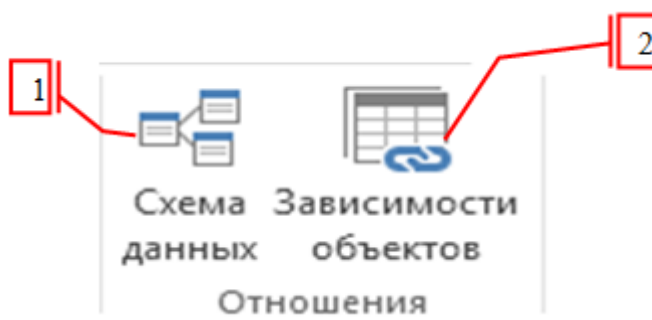 1
2
Схема Зависимости
данных объектов
Отношения